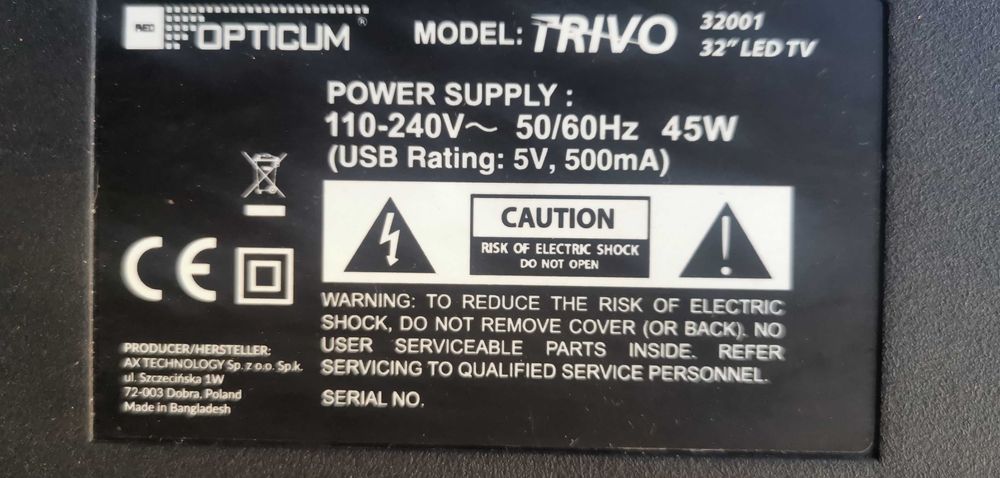 RED OPTICUM ®
MODEL: TRIVO 32001
32" LED TV
POWER SUPPLY :
110-240V~ 50/60Hz 45W
(USB Rating: 5V, 500mA)
CAUTION
RISK OF ELECTRIC SHOCK
DO NOT OPEN
CE
WARNING: TO REDUCE THE RISK OF ELECTRIC
SHOCK, DO NOT REMOVE COVER (OR BACK). NO
USER SERVICEABLE PARTS INSIDE. REFER
SERVICING TO QUALIFIED SERVICE PERSONNEL.
SERIAL NO.
PRODUCER/HERSTELLER:
AX TECHNOLOGY Sp. z o.o. Sp.k.
ul. Szczecińska 1W
72-003 Dobra, Poland
Made in Bangladesh